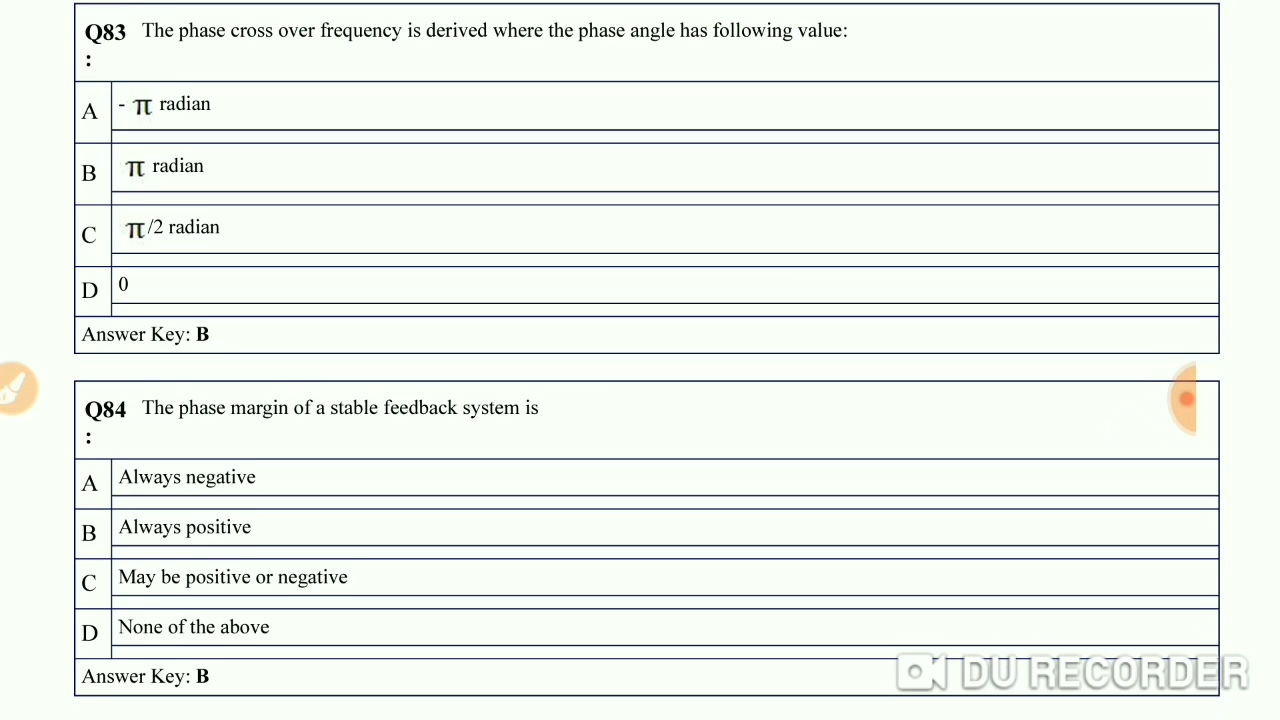 Q83 The phase cross over frequency is derived where the phase angle has following value:
:
A - π radian
B π radian
C π/2 radian
D 0
Answer Key: B
Q84 The phase margin of a stable feedback system is
:
A Always negative
B Always positive
C May be positive or negative
D None of the above
Answer Key: B
DU RECORDER